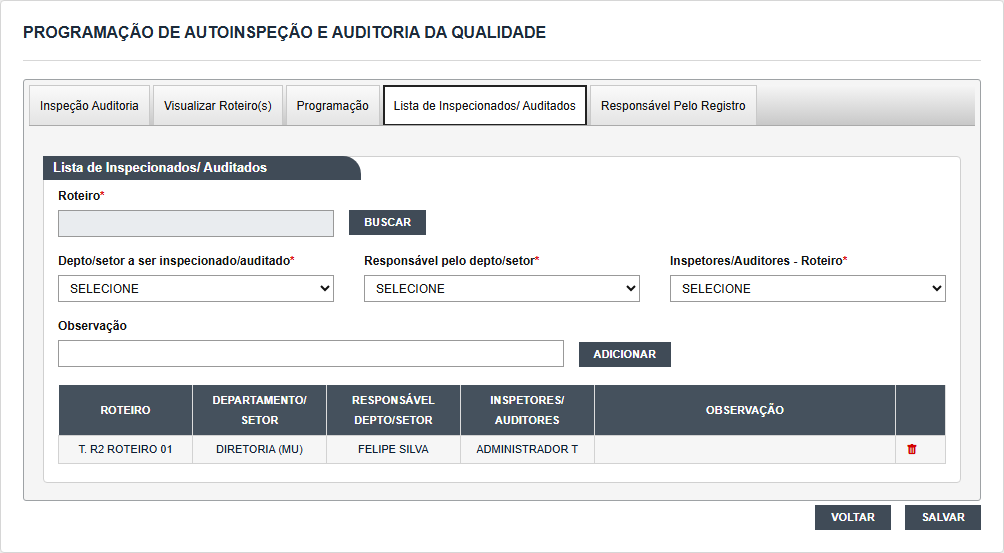 PROGRAMAÇÃO DE AUTOINSPEÇÃO E AUDITORIA DA QUALIDADE
Inspeção Auditoria
Visualizar Roteiro(s)
Programação
Lista de Inspecionados/ Auditados
Responsável Pelo Registro
Lista de Inspecionados/ Auditados
Roteiro*
BUSCAR
Depto/setor a ser inspecionado/auditado*
Responsável pelo depto/setor*
Inspetores/Auditores - Roteiro*
SELECIONE
SELECIONE
SELECIONE
Observação
ADICIONAR
ROTEIRO
DEPARTAMENTO/
SETOR
RESPONSÁVEL
DEPTO/SETOR
INSPETORES/
AUDITORES
OBSERVAÇÃO
T. R2 ROTEIRO 01
DIRETORIA (MU)
FELIPE SILVA
ADMINISTRADOR T
VOLTAR
SALVAR